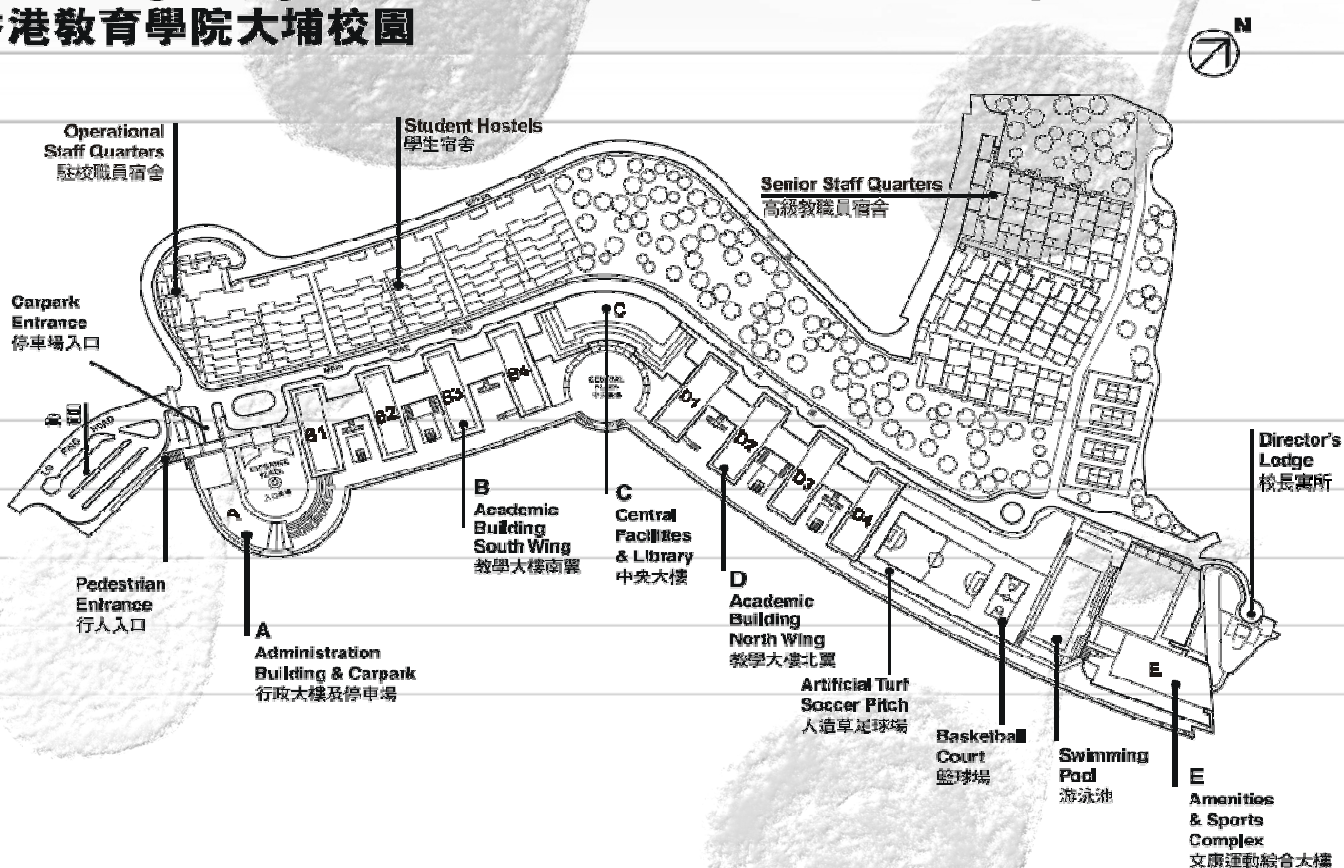 港教育學院大埔校園
N
Operational
Staff Quarters
駐校職員宿舍
Student Hostels
學生宿舍
Senior Staff Quarters
高級教職員宿舍
Carpark
Entrance
停車場入口
Pedestrian
Entrance
行人入口
A
A
Administration
Building & Carpark
行政大樓及停車場
B1
B2
B3
B4
B
Academic
Building
South Wing
教學大樓南翼
C
C
Central
Facilities
& Library
中央大樓
D1
D2
D3
D4
D
Academic
Building
North Wing
教學大樓北翼
Artificial Turf
Soccer Pitch
人造草足球場
Basketball
Court
籃球場
Swimming
Pool
游泳池
E
E
Amenities
& Sports
Complex
文康運動綜合大樓
Director's
Lodge
校長寓所